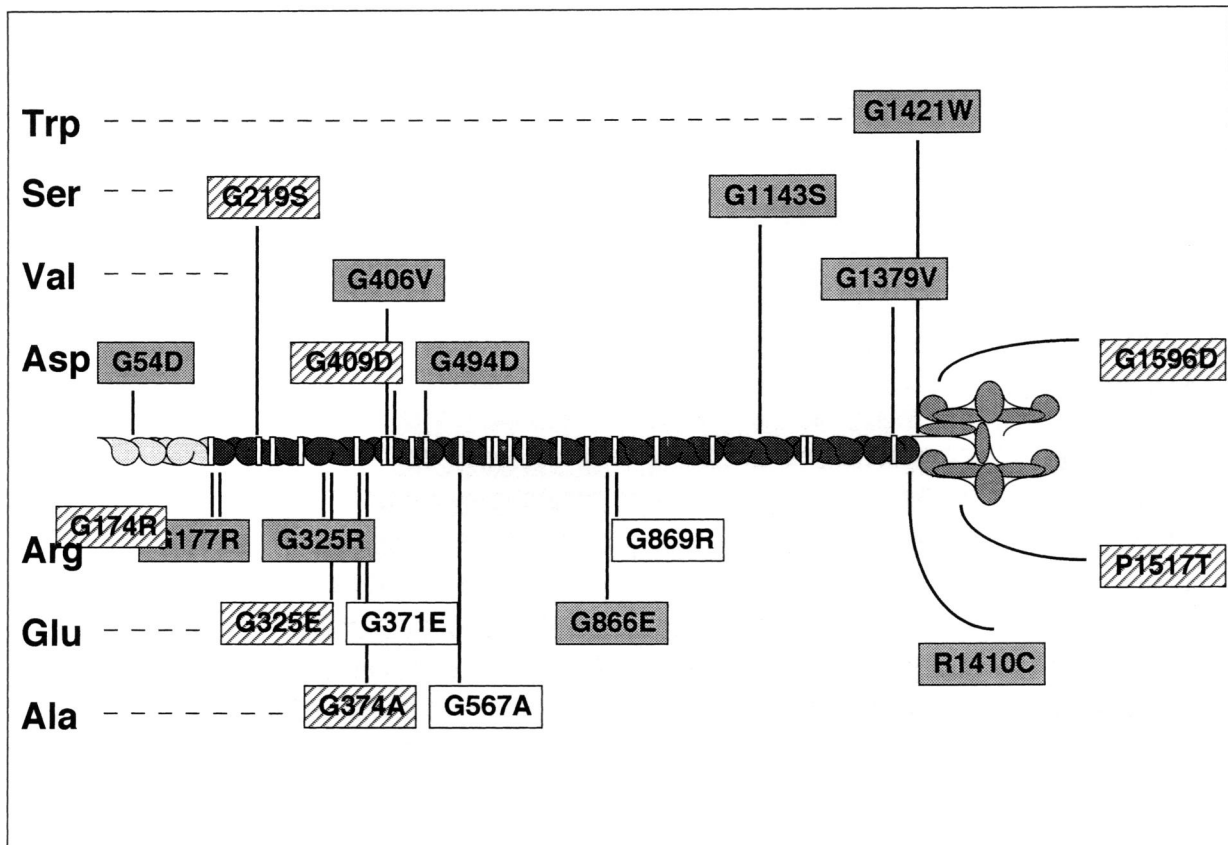 Trp G1421W
Ser G219S G1143S
Val G406V G1379V
Asp G54D G409D G494D G1596D
G174R
Arg G177R G325R G869R P1517T
Glu G325E G371E G866E R1410C
Ala G374A G567A